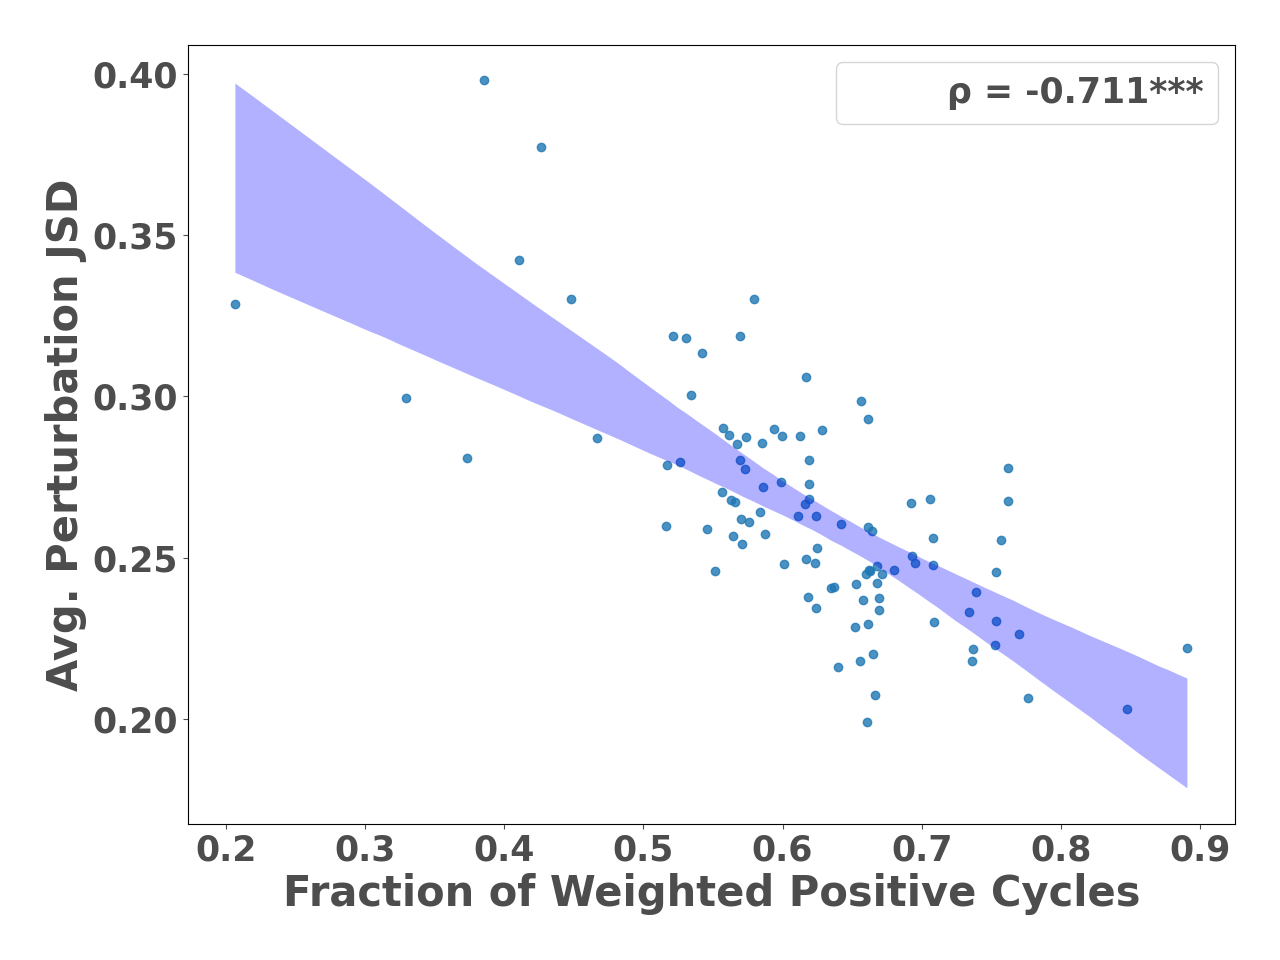 ρ = -0.711***
Avg. Perturbation JSD
0.40
0.35
0.30
0.25
0.20
0.2 0.3 0.4 0.5 0.6 0.7 0.8 0.9
Fraction of Weighted Positive Cycles